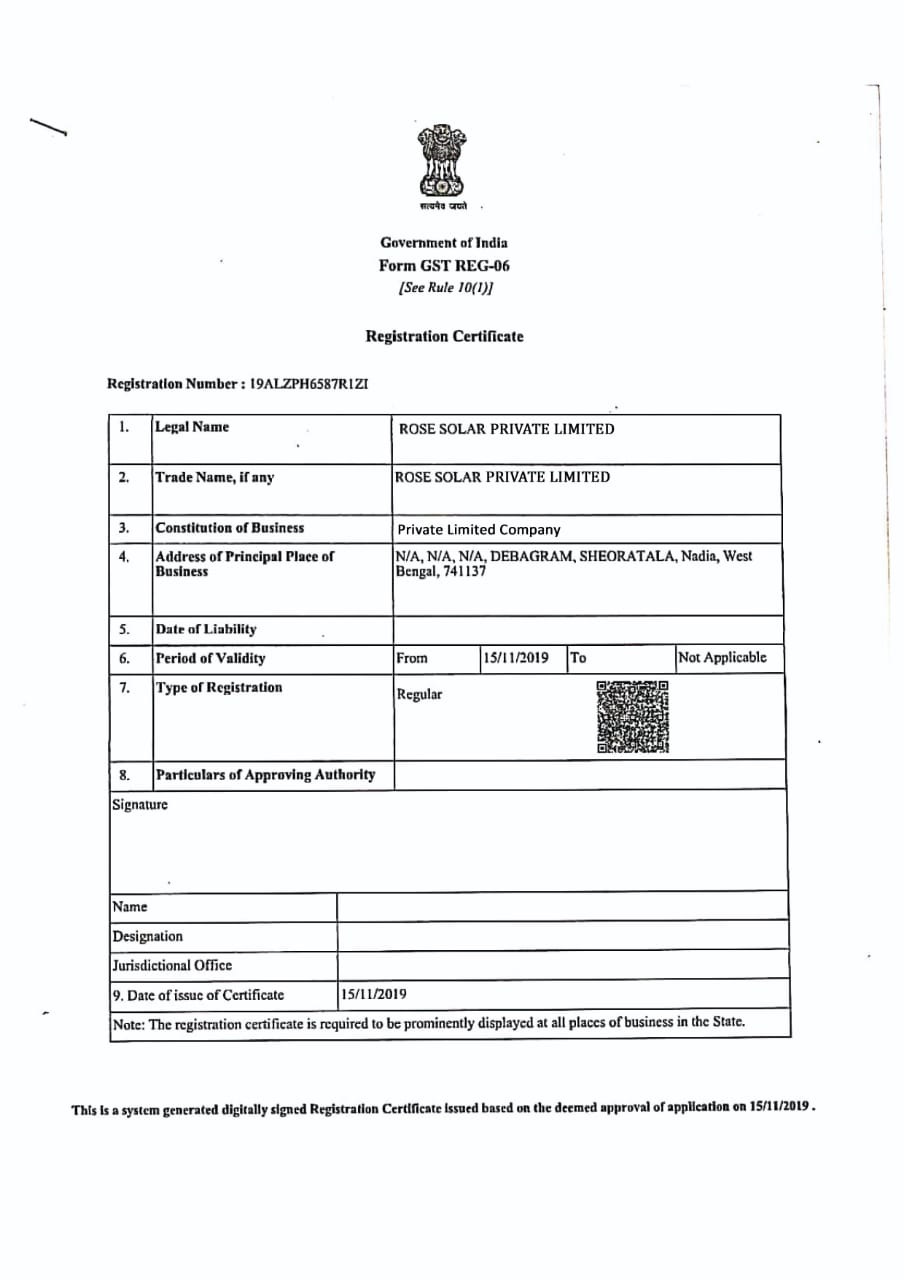 सत्यमेव जयते
Government of India
Form GST REG-06
[See Rule 10(1)]
Registration Certificate
Registration Number : 19ALZPH6587R1ZI
1. Legal Name ROSE SOLAR PRIVATE LIMITED
2. Trade Name, if any ROSE SOLAR PRIVATE LIMITED
3. Constitution of Business Private Limited Company
4. Address of Principal Place of N/A, N/A, N/A, DEBAGRAM, SHEORATALA, Nadia, West
Business Bengal, 741137
5. Date of Liability
6. Period of Validity From 15/11/2019 To Not Applicable
7. Type of Registration Regular
8. Particulars of Approving Authority
Signature
Name
Designation
Jurisdictional Office
9. Date of issue of Certificate 15/11/2019
Note: The registration certificate is required to be prominently displayed at all places of business in the State.
This is a system generated digitally signed Registration Certificate issued based on the deemed approval of application on 15/11/2019 .